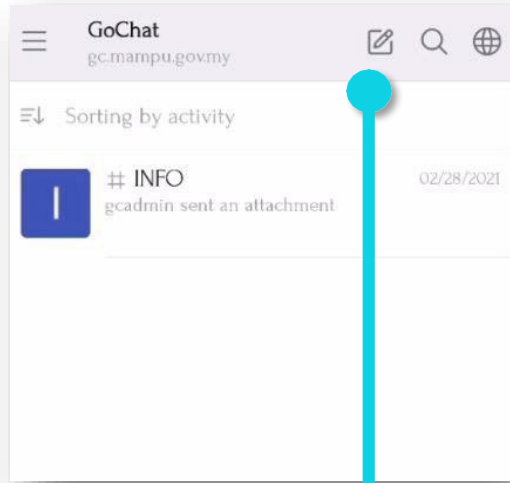 GoChat
gc.mampu.gov.my
Sorting by activity
I
# INFO
02/28/2021
gcadmin sent an attachment